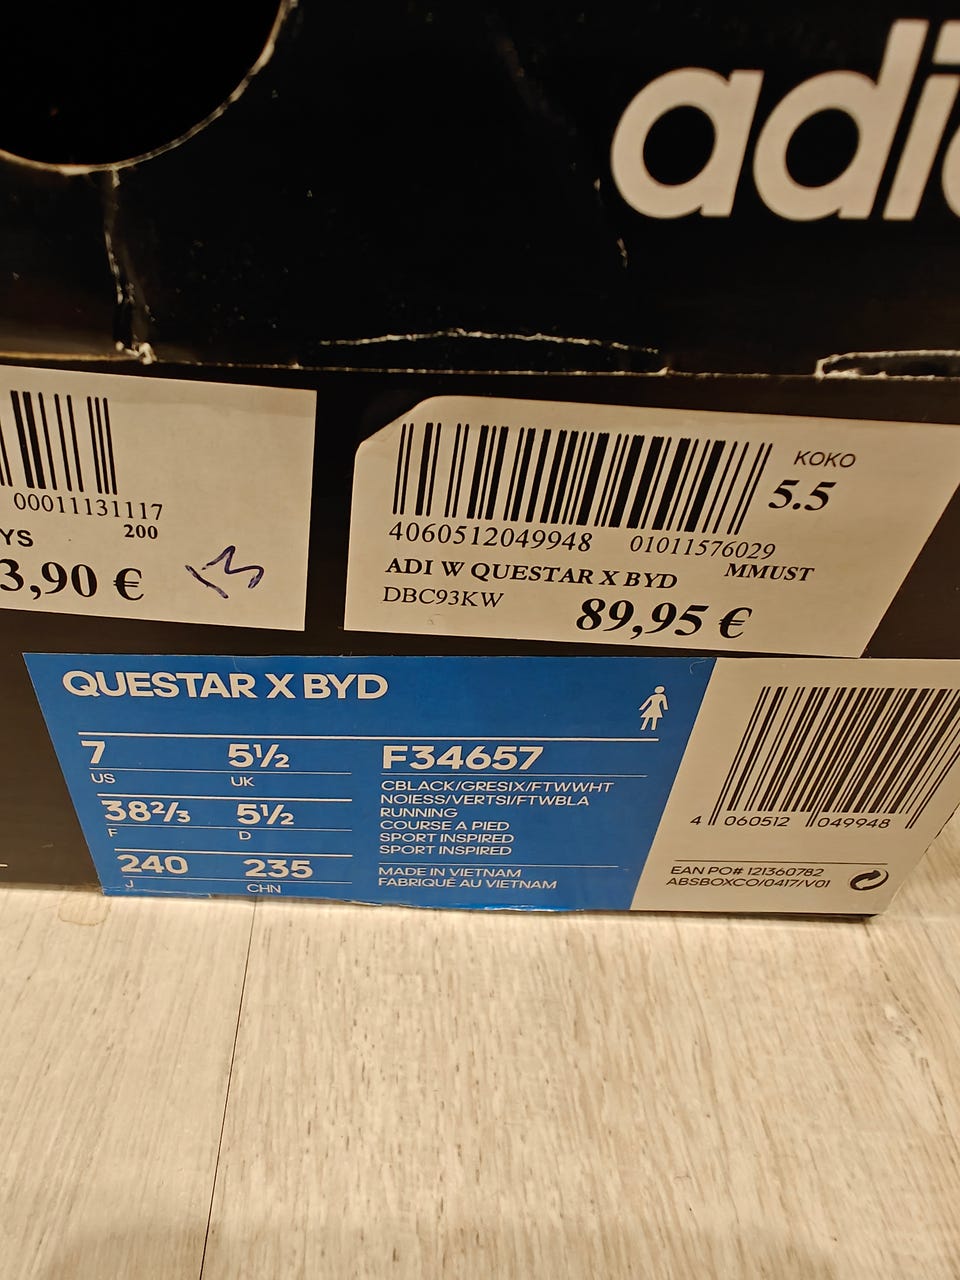 adi
00011131117
200
YS
3,90 €
KOKO
5.5
4060512049948 01011576029
ADI W QUESTAR X BYD MMUST
DBC93KW 89,95 €
QUESTAR X BYD
7 5½
US UK
38⅔ 5½
F D
240 235
J CHN
F34657
CBLACK/GRESIX/FTWWHT
NOIESS/VERTSI/FTWBLA
RUNNING
COURSE A PIED
SPORT INSPIRED
SPORT INSPIRED
MADE IN VIETNAM
FABRIQUÉ AU VIETNAM
4 060512 049948
EAN PO# 121360782
ABSBOXCO/0417/V01